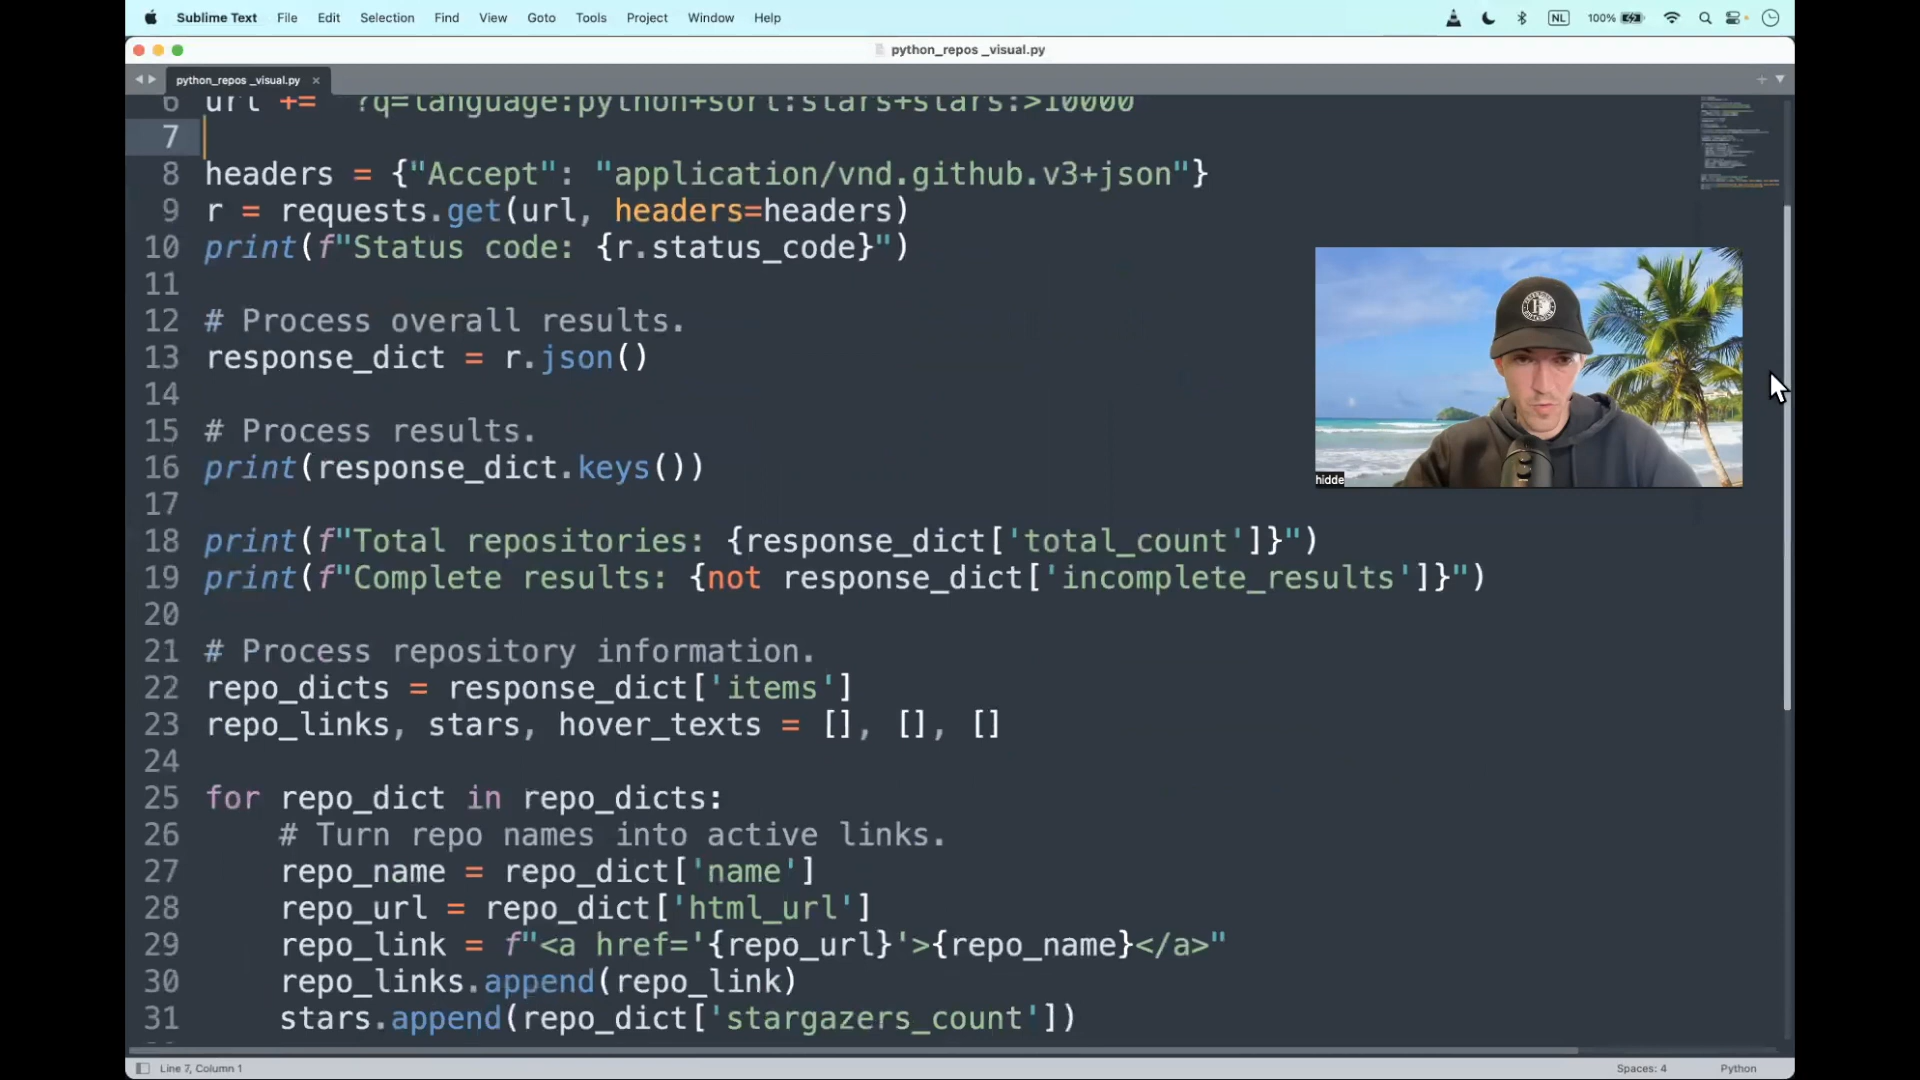 Sublime Text File Edit Selection Find View Goto Tools Project Window Help NL 100%
python_repos _visual.py
python_repos _visual.py ×
6 url += "?q=language:python+sort:stars+stars:>10000"
7
8 headers = {"Accept": "application/vnd.github.v3+json"}
9 r = requests.get(url, headers=headers)
10 print(f"Status code: {r.status_code}")
11
12 # Process overall results.
13 response_dict = r.json()
14
15 # Process results.
16 print(response_dict.keys())
17
18 print(f"Total repositories: {response_dict['total_count']}")
19 print(f"Complete results: {not response_dict['incomplete_results']}")
20
21 # Process repository information.
22 repo_dicts = response_dict['items']
23 repo_links, stars, hover_texts = [], [], []
24
25 for repo_dict in repo_dicts:
26 # Turn repo names into active links.
27 repo_name = repo_dict['name']
28 repo_url = repo_dict['html_url']
29 repo_link = f"<a href='{repo_url}'>{repo_name}</a>"
30 repo_links.append(repo_link)
31 stars.append(repo_dict['stargazers_count'])
hidde
Line 7, Column 1 Spaces: 4 Python